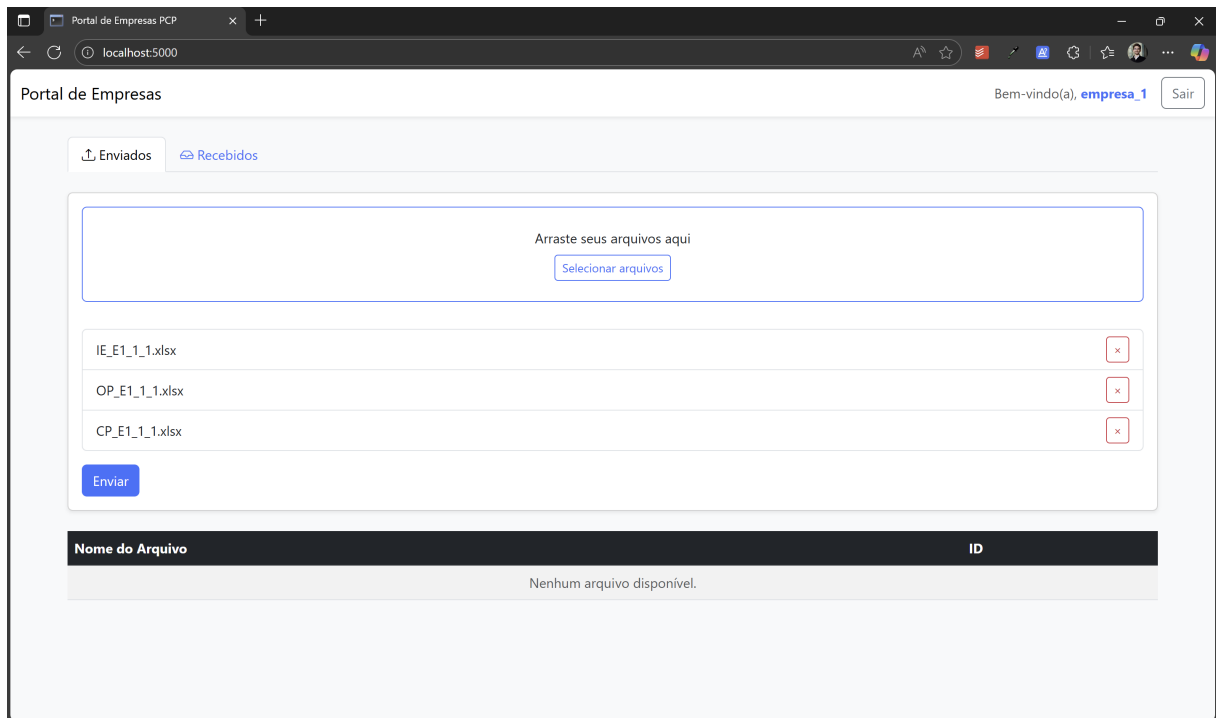 Portal de Empresas PCP
localhost:5000
Portal de Empresas
Bem-vindo(a), empresa_1
Sair
Enviados
Recebidos
Arraste seus arquivos aqui
Selecionar arquivos
IE_E1_1_1.xlsx
OP_E1_1_1.xlsx
CP_E1_1_1.xlsx
Enviar
Nome do Arquivo ID
Nenhum arquivo disponível.